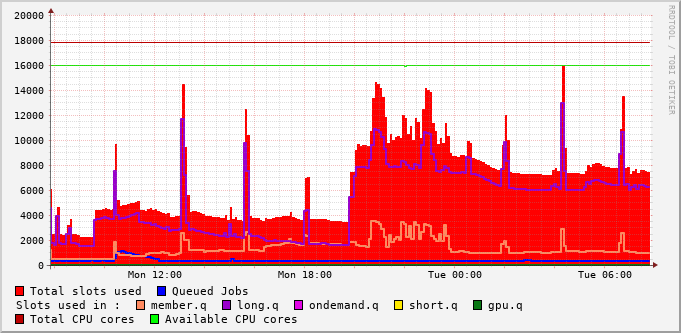 20000
18000
16000
14000
12000
10000
8000
6000
4000
2000
0
Mon 12:00 Mon 18:00 Tue 00:00 Tue 06:00
RRDTOOL / TOBI OETIKER
Total slots used Queued Jobs
Slots used in : member.q long.q ondemand.q short.q gpu.q
Total CPU cores Available CPU cores